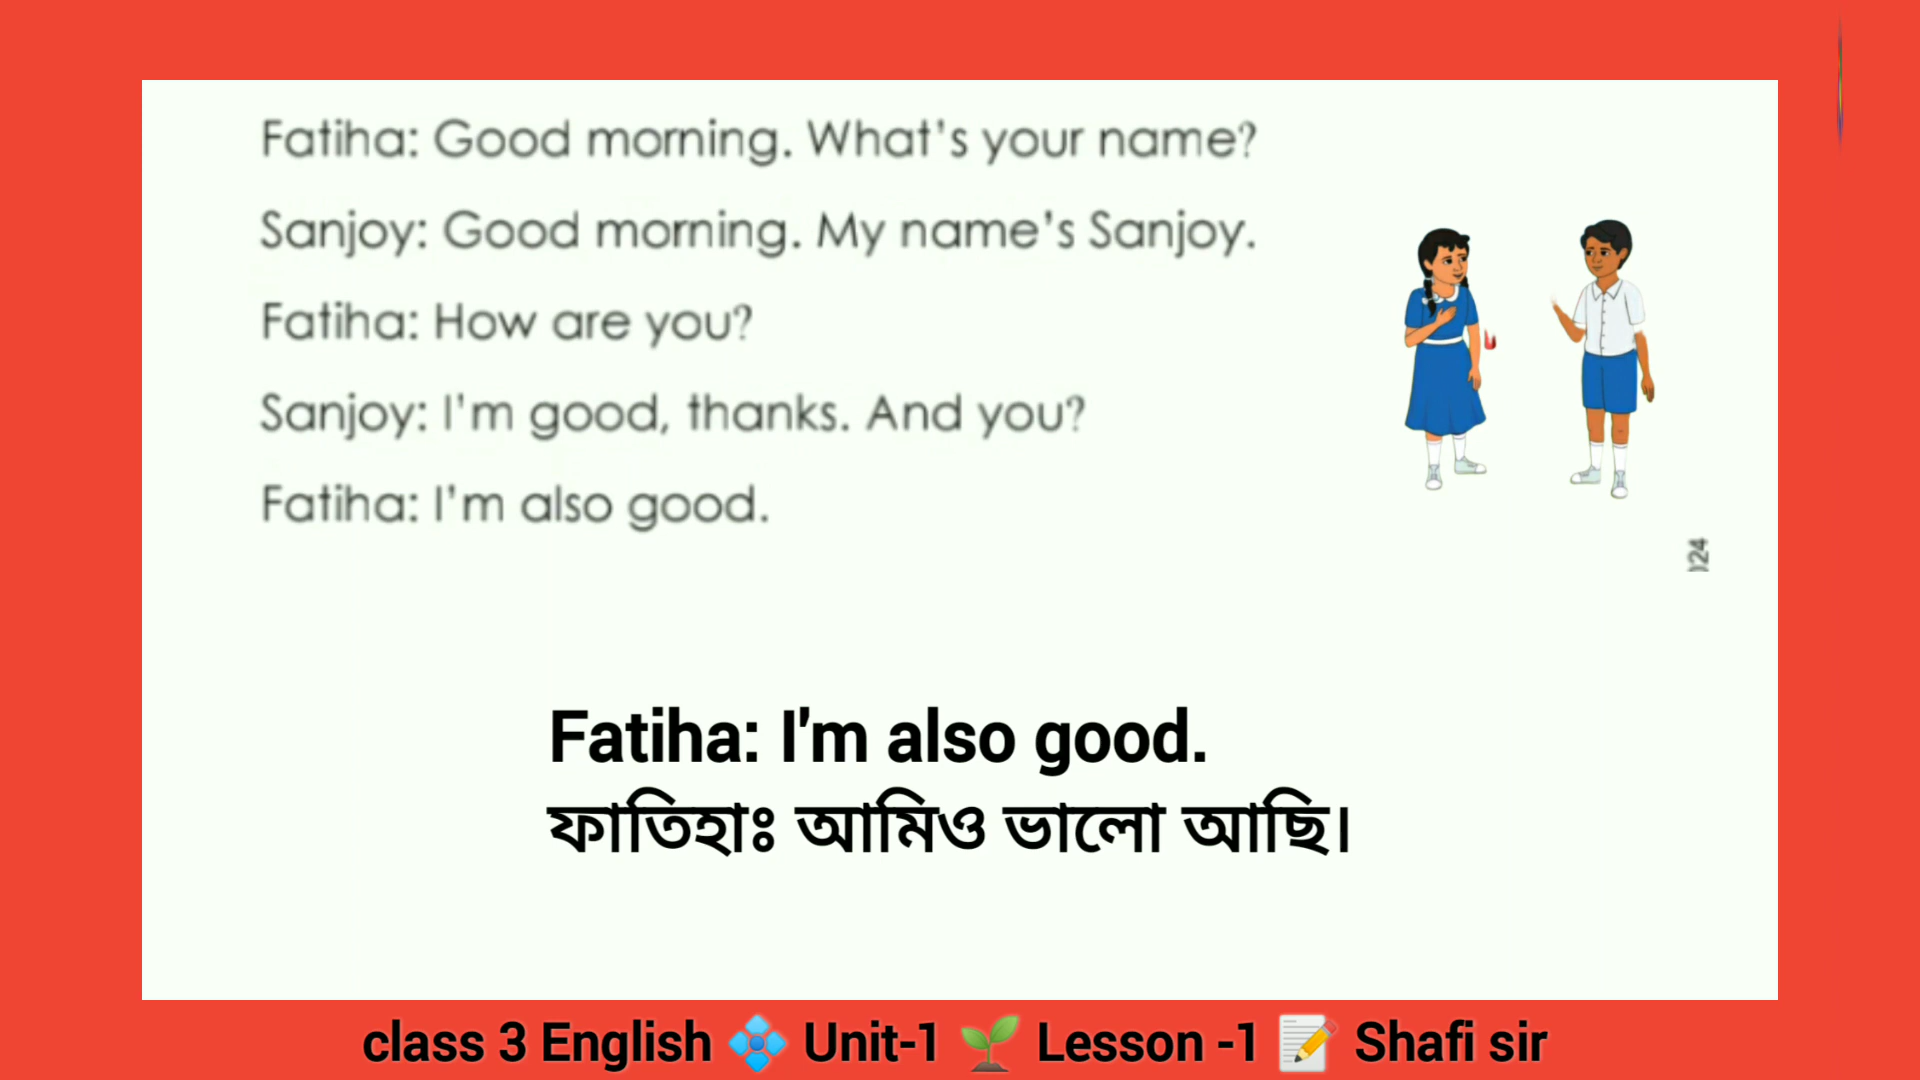 Fatiha: Good morning. What's your name?
Sanjoy: Good morning. My name's Sanjoy.
Fatiha: How are you?
Sanjoy: I'm good, thanks. And you?
Fatiha: I'm also good.
Fatiha: I'm also good.
ফাতিহাঃ আমিও ভালো আছি।
class 3 English 💠 Unit-1 🌱 Lesson -1 📝 Shafi sir